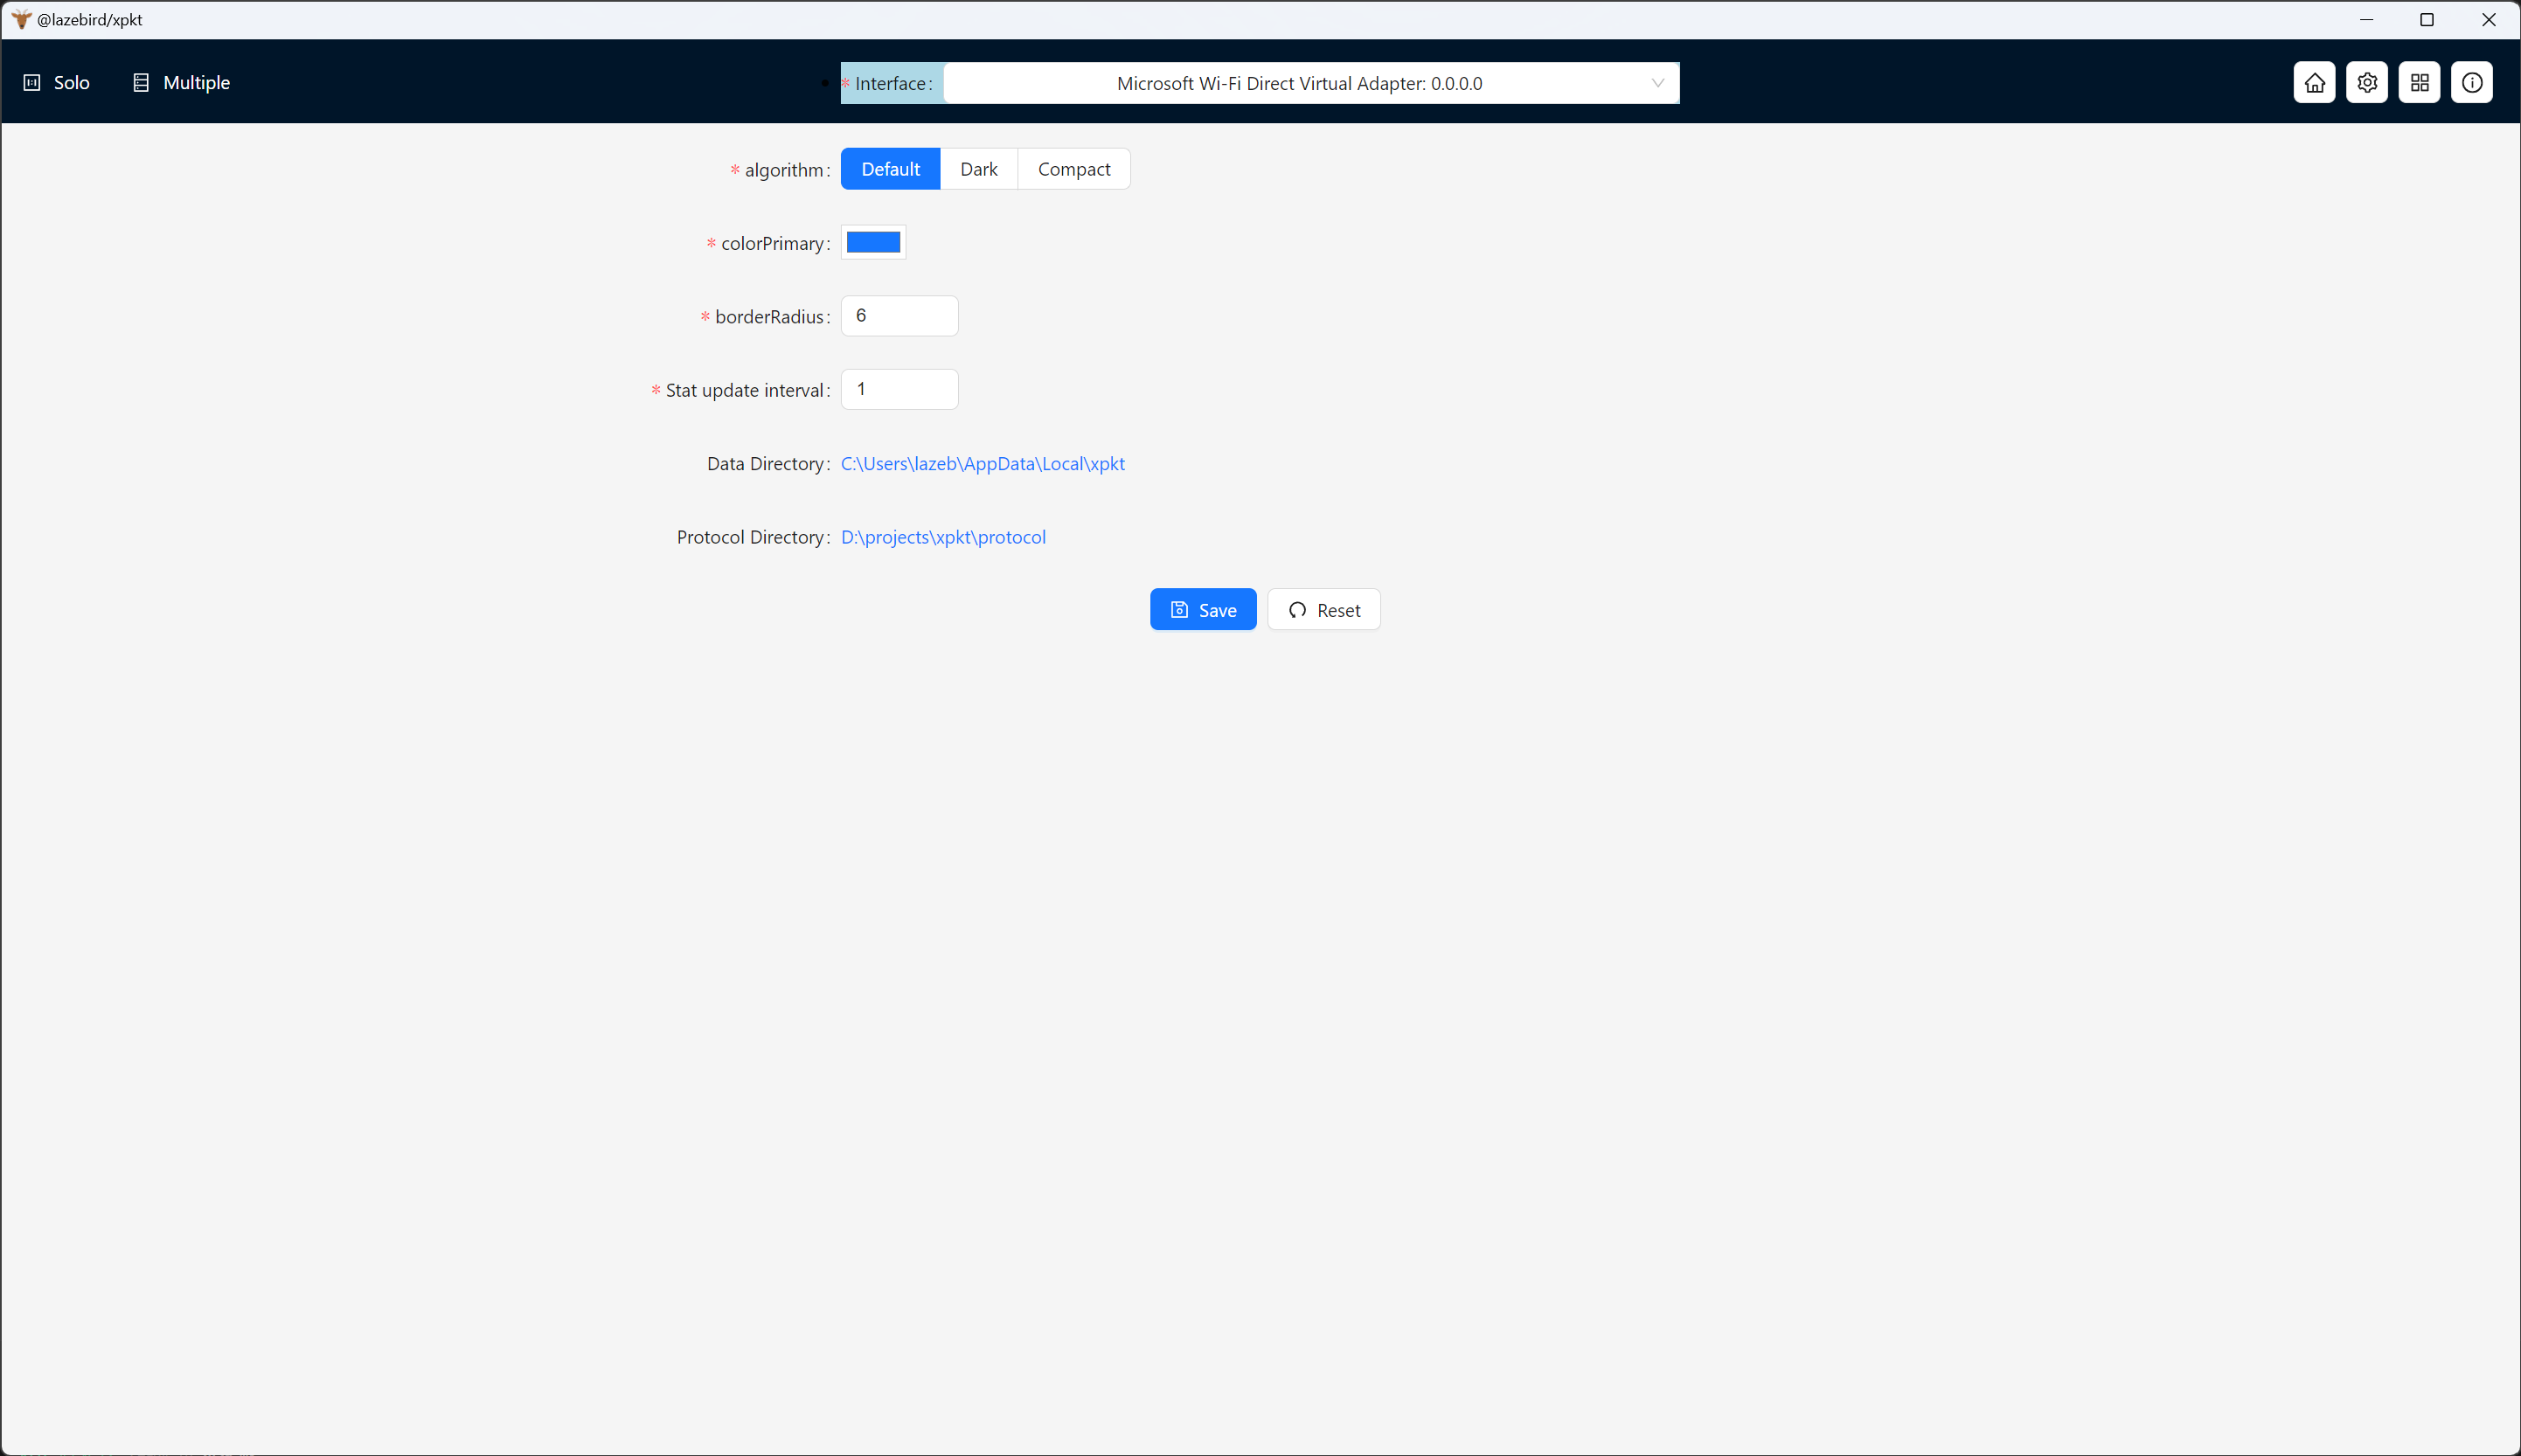 @lazebird/xpkt
Solo Multiple * Interface: Microsoft Wi-Fi Direct Virtual Adapter: 0.0.0.0
* algorithm: Default Dark Compact
* colorPrimary:
* borderRadius: 6
* Stat update interval: 1
Data Directory: C:\Users\lazeb\AppData\Local\xpkt
Protocol Directory: D:\projects\xpkt\protocol
Save Reset